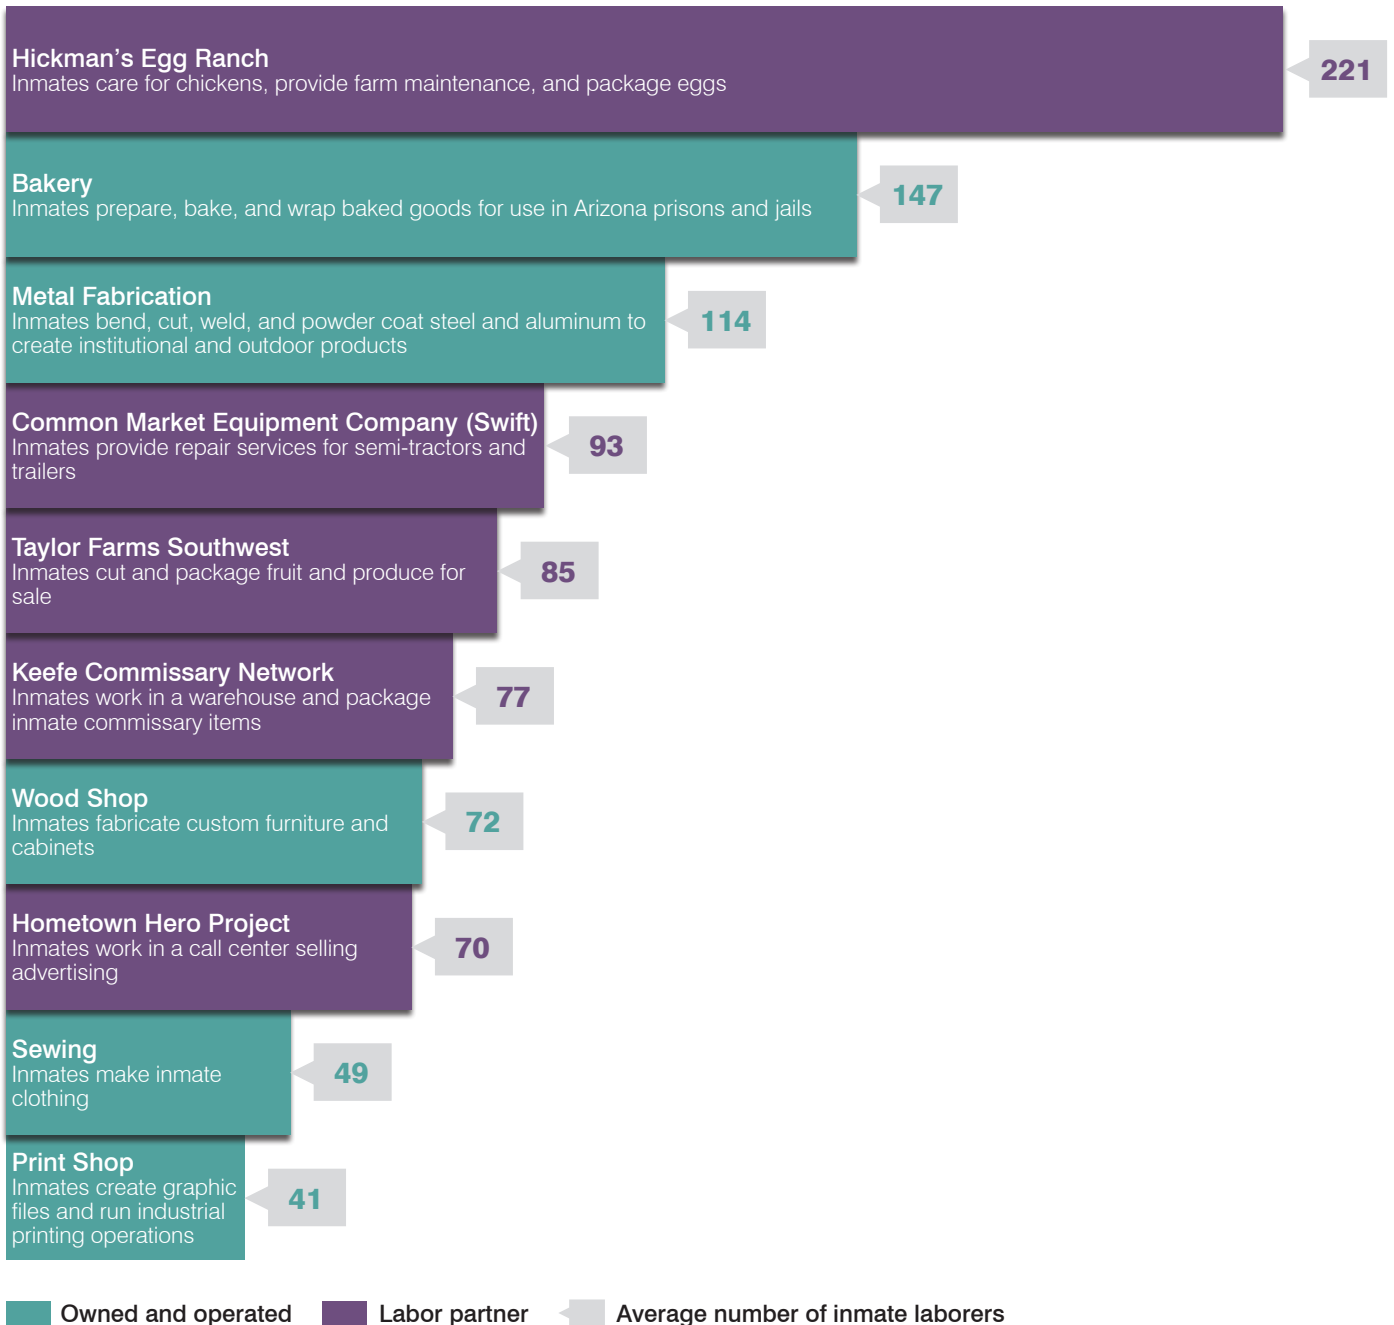 Hickman’s Egg Ranch
Inmates care for chickens, provide farm maintenance, and package eggs
221
Bakery
Inmates prepare, bake, and wrap baked goods for use in Arizona prisons and jails
147
Metal Fabrication
Inmates bend, cut, weld, and powder coat steel and aluminum to
create institutional and outdoor products
114
Common Market Equipment Company (Swift)
Inmates provide repair services for semi-tractors and
trailers
93
Taylor Farms Southwest
Inmates cut and package fruit and produce for
sale
85
Keefe Commissary Network
Inmates work in a warehouse and package
inmate commissary items
77
Wood Shop
Inmates fabricate custom furniture and
cabinets
72
Hometown Hero Project
Inmates work in a call center selling
advertising
70
Sewing
Inmates make inmate
clothing
49
Print Shop
Inmates create graphic
files and run industrial
printing operations
41
Owned and operated
Labor partner
Average number of inmate laborers